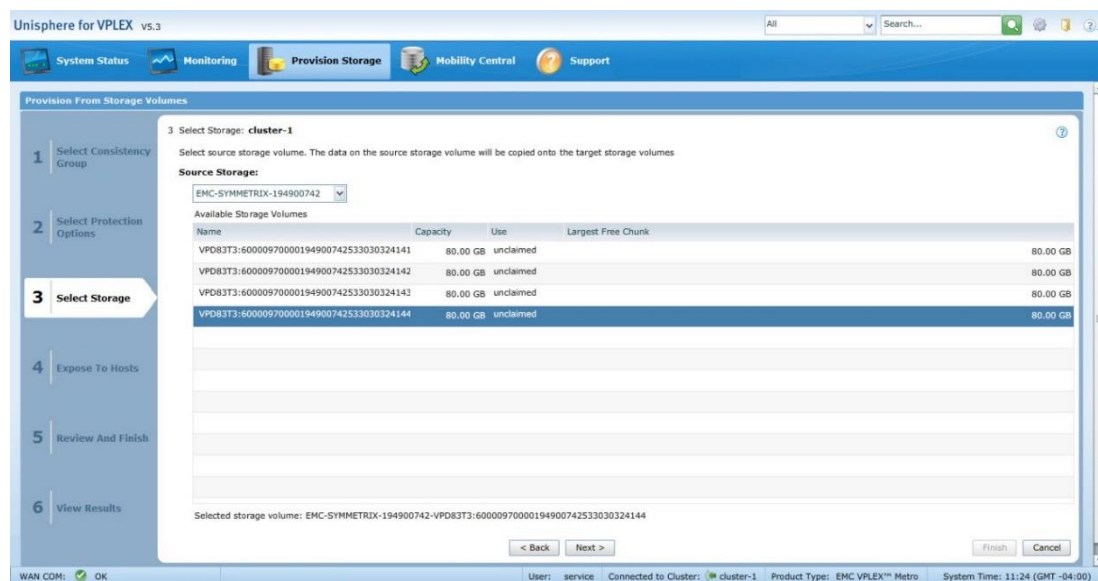 Unisphere for VPLEX V5.3
All
Search...
System Status
Monitoring
Provision Storage
Mobility Central
Support
Provision From Storage Volumes
1 Select Consistency
Group
2 Select Protection
Options
3 Select Storage
4 Expose To Hosts
5 Review And Finish
6 View Results
3 Select Storage: cluster-1
Select source storage volume. The data on the source storage volume will be copied onto the target storage volumes
Source Storage:
EMC-SYMMETRIX-194900742
Available Storage Volumes
Name Capacity Use Largest Free Chunk
VPD83T3:60000970000194900742533030324141 80.00 GB unclaimed 80.00 GB
VPD83T3:60000970000194900742533030324142 80.00 GB unclaimed 80.00 GB
VPD83T3:60000970000194900742533030324143 80.00 GB unclaimed 80.00 GB
VPD83T3:60000970000194900742533030324144 80.00 GB unclaimed 80.00 GB
Selected storage volume: EMC-SYMMETRIX-194900742-VPD83T3:60000970000194900742533030324144
< Back Next > Finish Cancel
WAN COM: OK User: service Connected to Cluster: cluster-1 Product Type: EMC VPLEX™ Metro System Time: 11:24 (GMT -04:00)